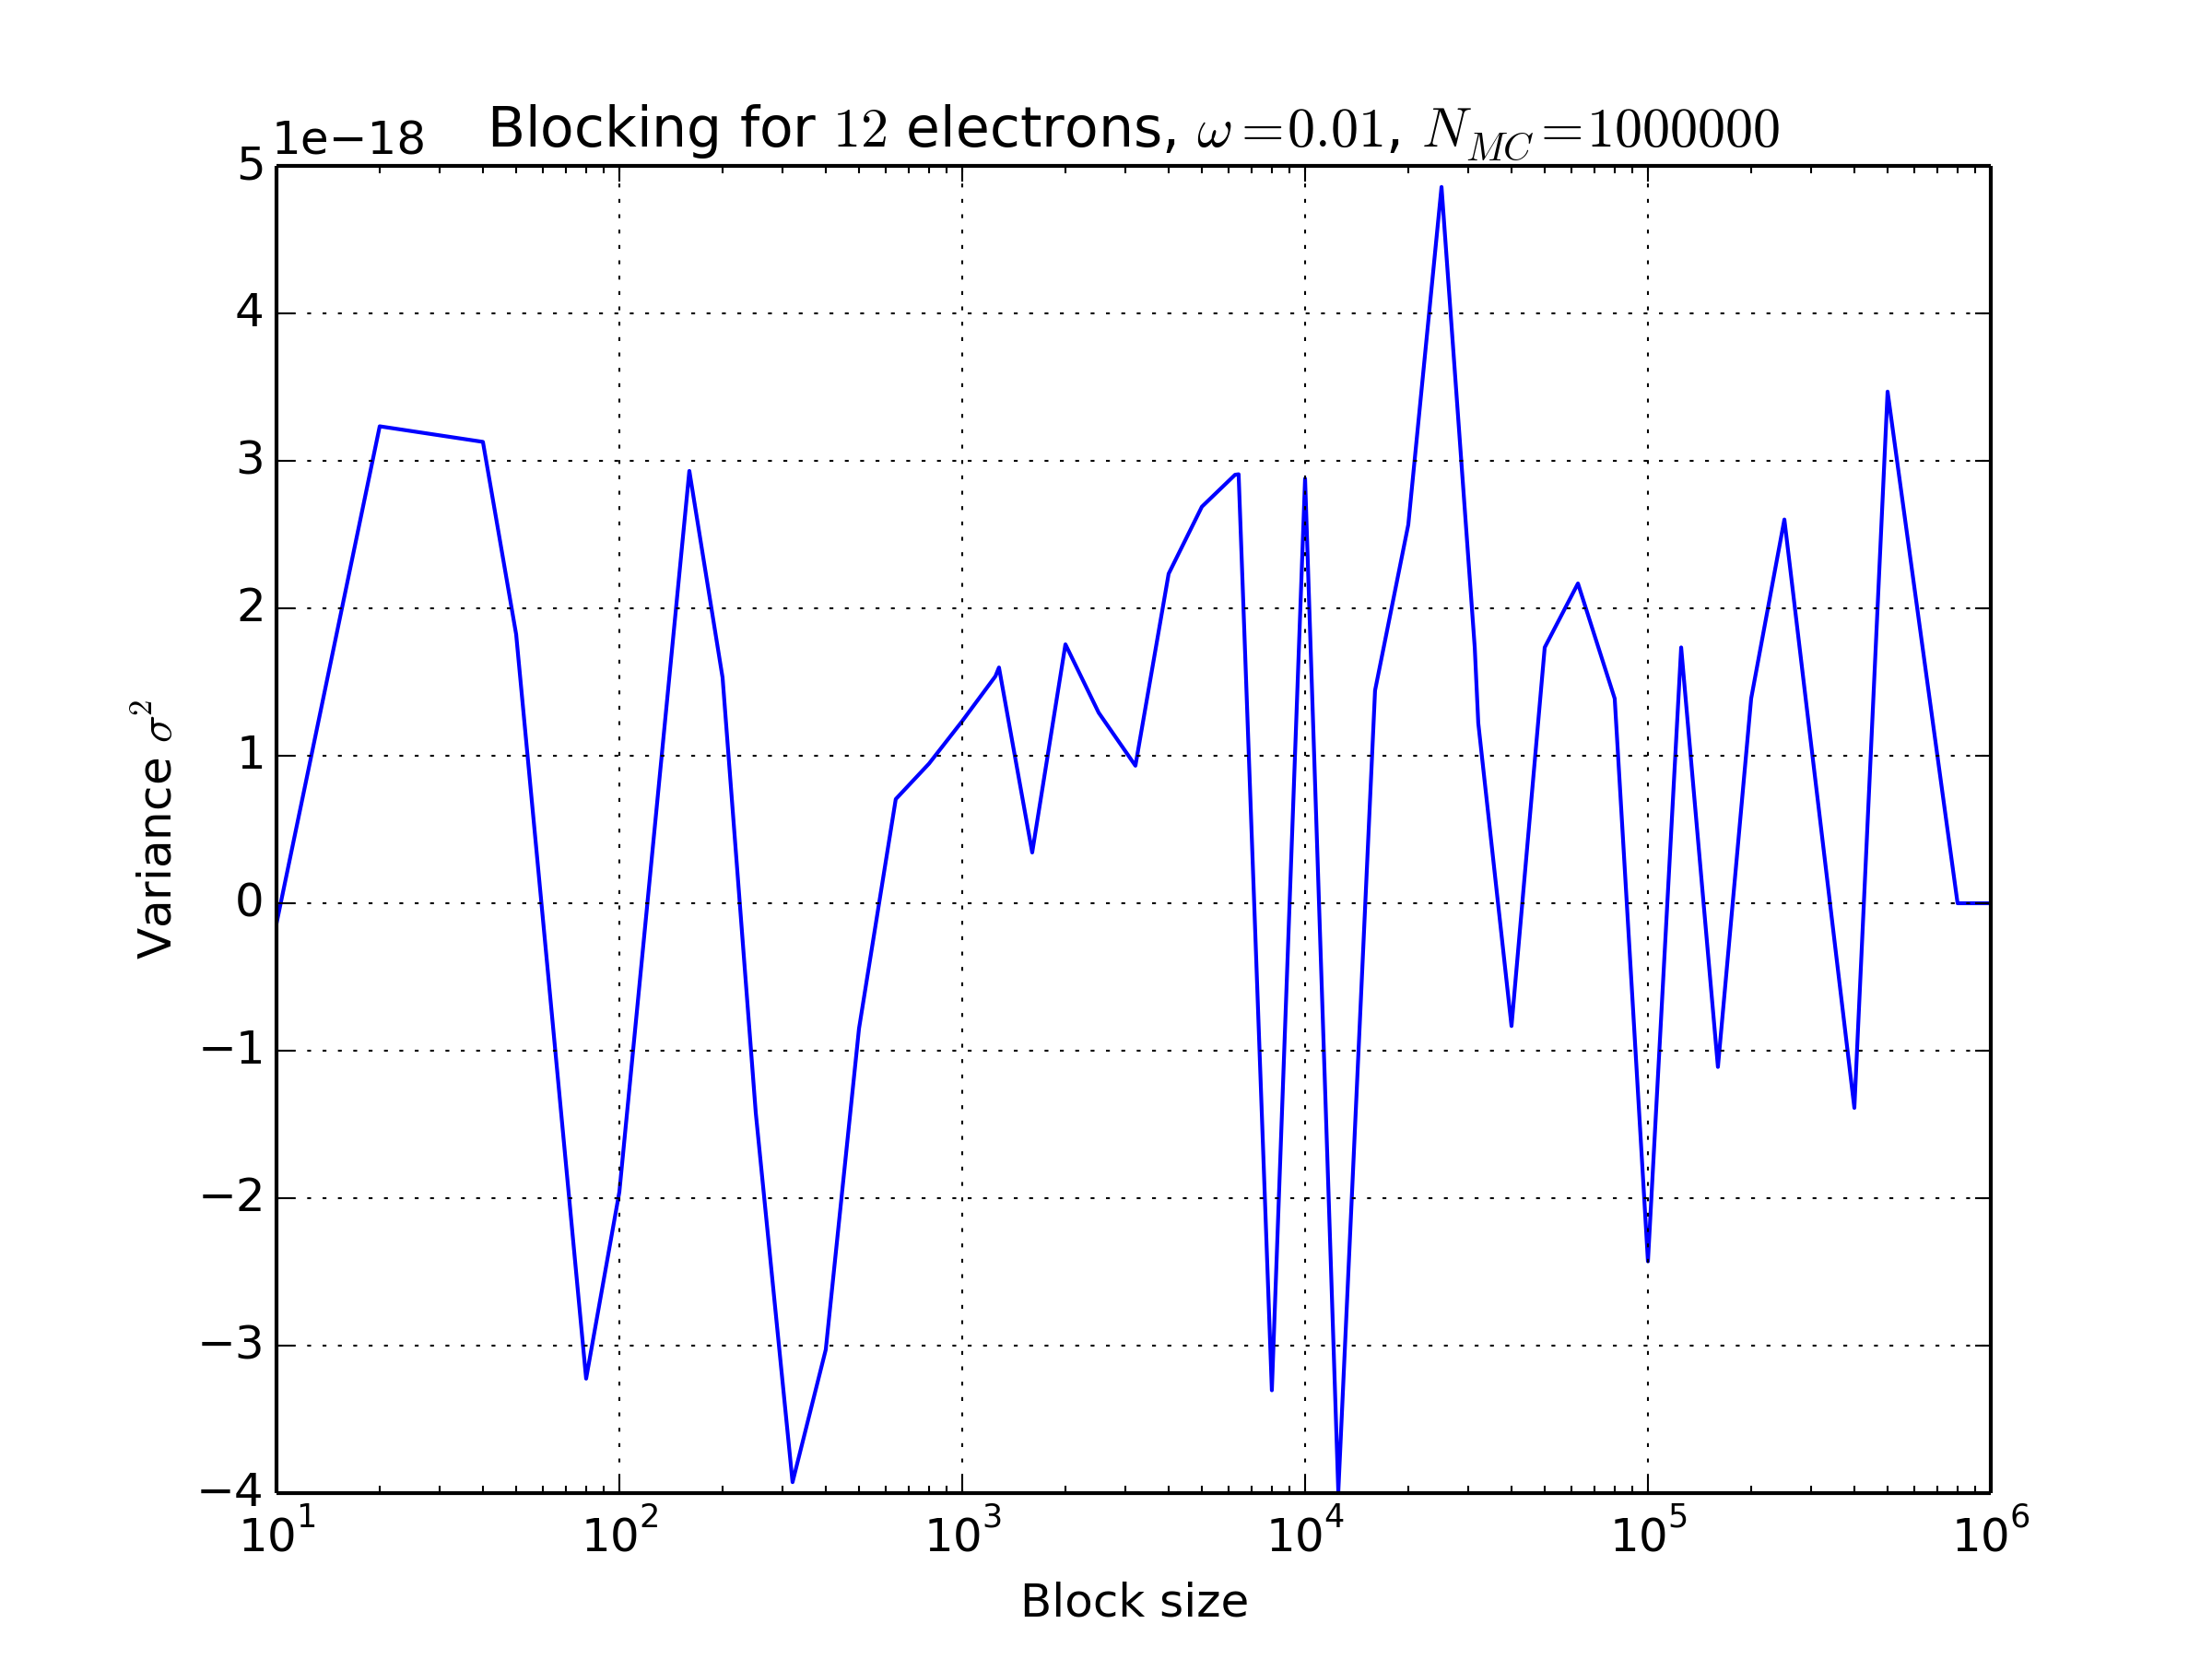 1e−18
Blocking for 12 electrons, ω=0.01, N_MC=1000000
5
4
3
2
1
0
−1
−2
−3
−4
Variance σ²
10¹ 10² 10³ 10⁴ 10⁵ 10⁶
Block size